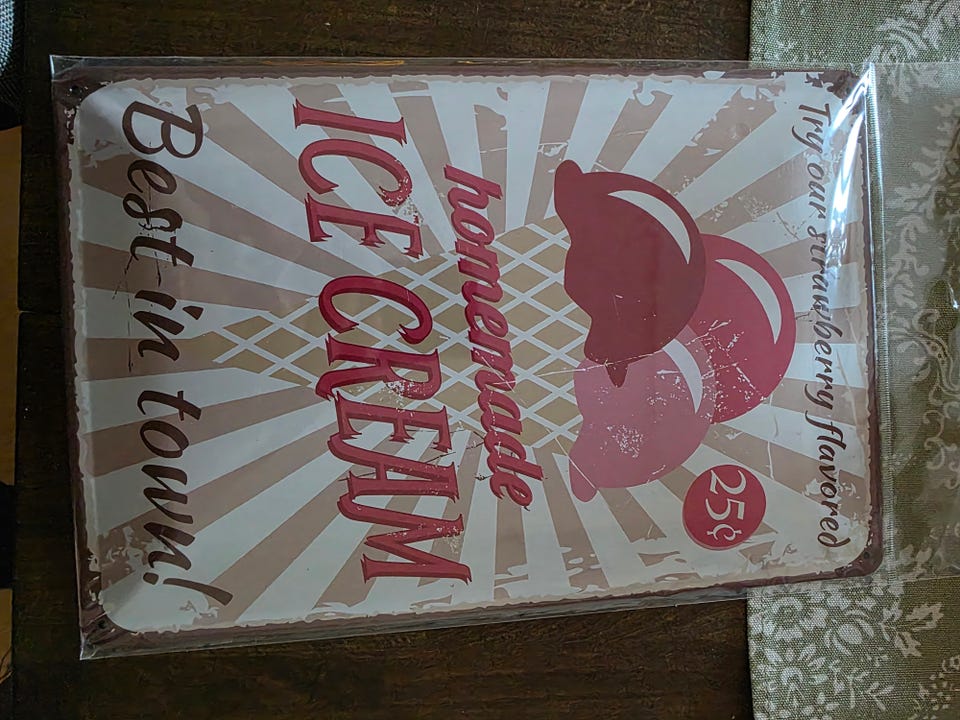 Try our strawberry flavored
25¢
homemade
ICE CREAM
Best in town!